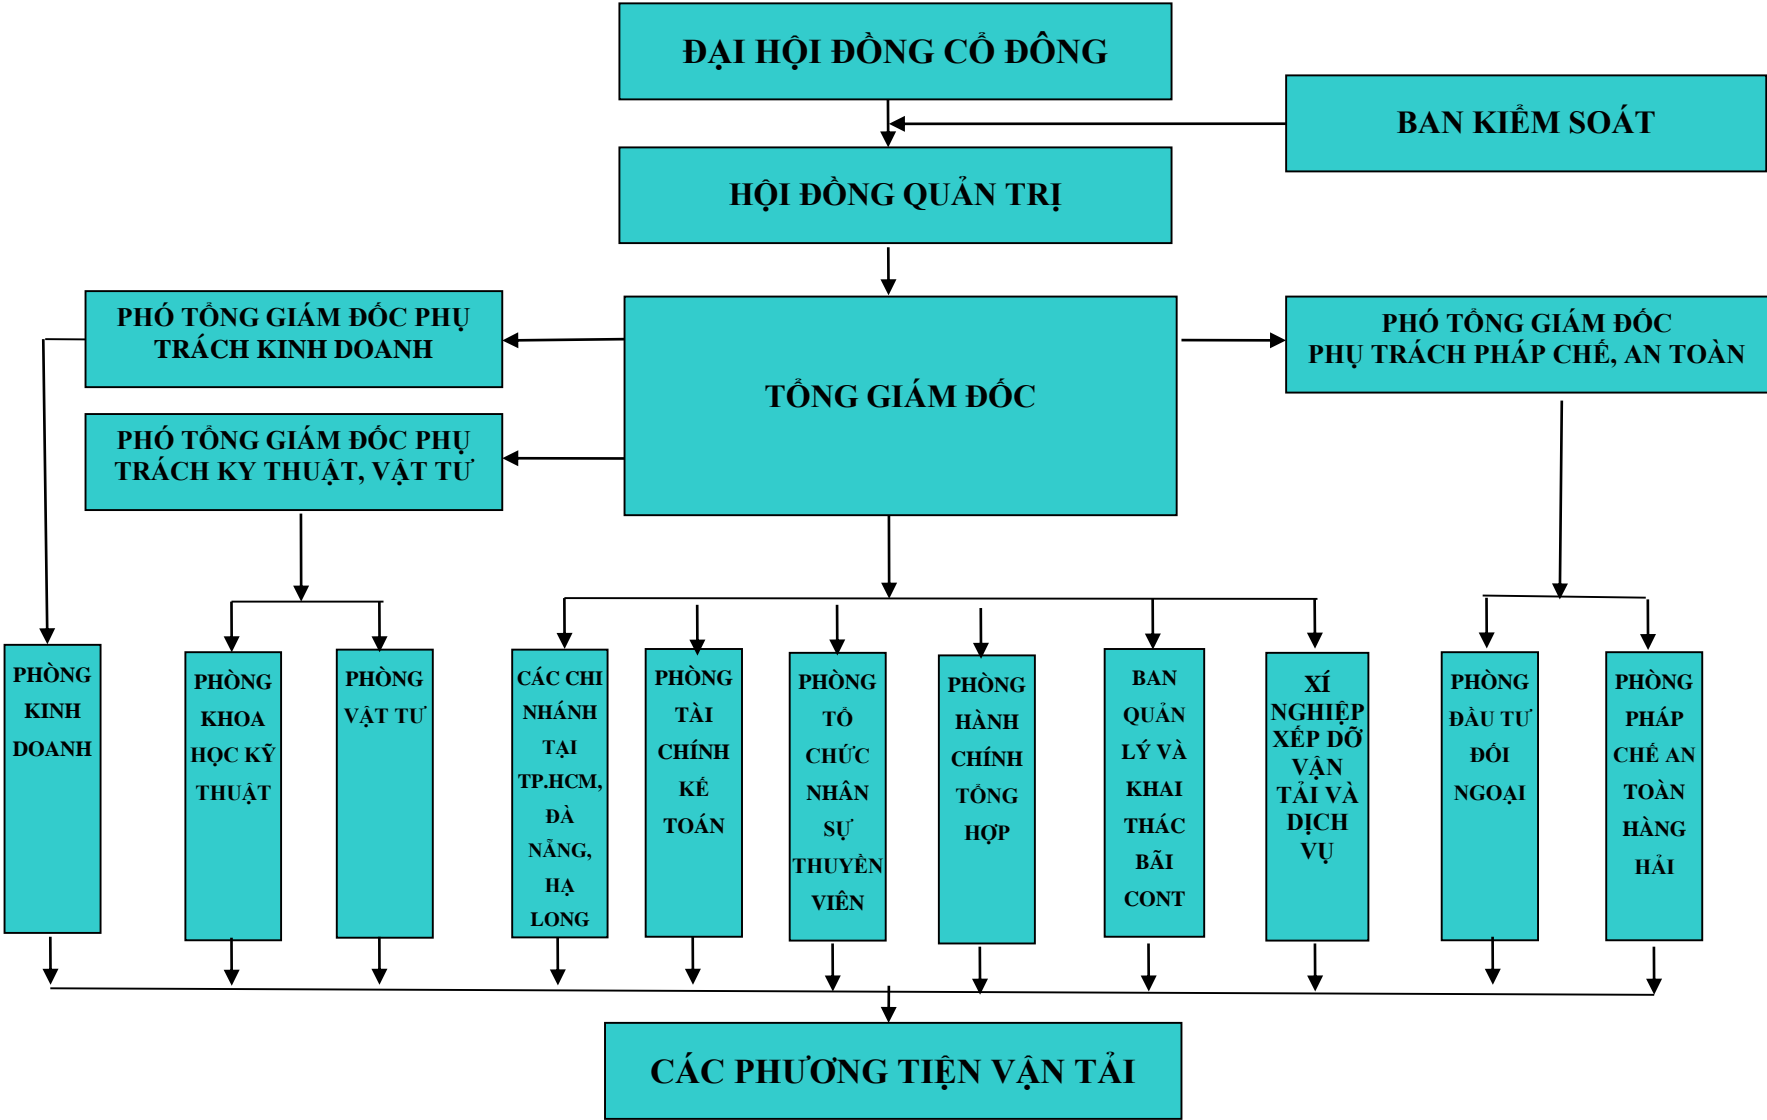 ĐẠI HỘI ĐỒNG CỔ ĐÔNG
BAN KIỂM SOÁT
HỘI ĐỒNG QUẢN TRỊ
PHÓ TỔNG GIÁM ĐỐC PHỤ
TRÁCH KINH DOANH
TỔNG GIÁM ĐỐC
PHÓ TỔNG GIÁM ĐỐC
PHỤ TRÁCH PHÁP CHẾ, AN TOÀN
PHÓ TỔNG GIÁM ĐỐC PHỤ
TRÁCH KY THUẬT, VẬT TƯ
PHÒNG
KINH
DOANH
PHÒNG
KHOA
HỌC KỸ
THUẬT
PHÒNG
VẬT TƯ
CÁC CHI
NHÁNH
TẠI
TP.HCM,
ĐÀ
NẴNG,
HẠ
LONG
PHÒNG
TÀI
CHÍNH
KẾ
TOÁN
PHÒNG
TỔ
CHỨC
NHÂN
SỰ
THUYỀN
VIÊN
PHÒNG
HÀNH
CHÍNH
TỔNG
HỢP
BAN
QUẢN
LÝ VÀ
KHAI
THÁC
BÃI
CONT
XÍ
NGHIỆP
XẾP DỠ
VẬN
TẢI VÀ
DỊCH
VỤ
PHÒNG
ĐẦU TƯ
ĐỐI
NGOẠI
PHÒNG
PHÁP
CHẾ AN
TOÀN
HÀNG
HẢI
CÁC PHƯƠNG TIỆN VẬN TẢI